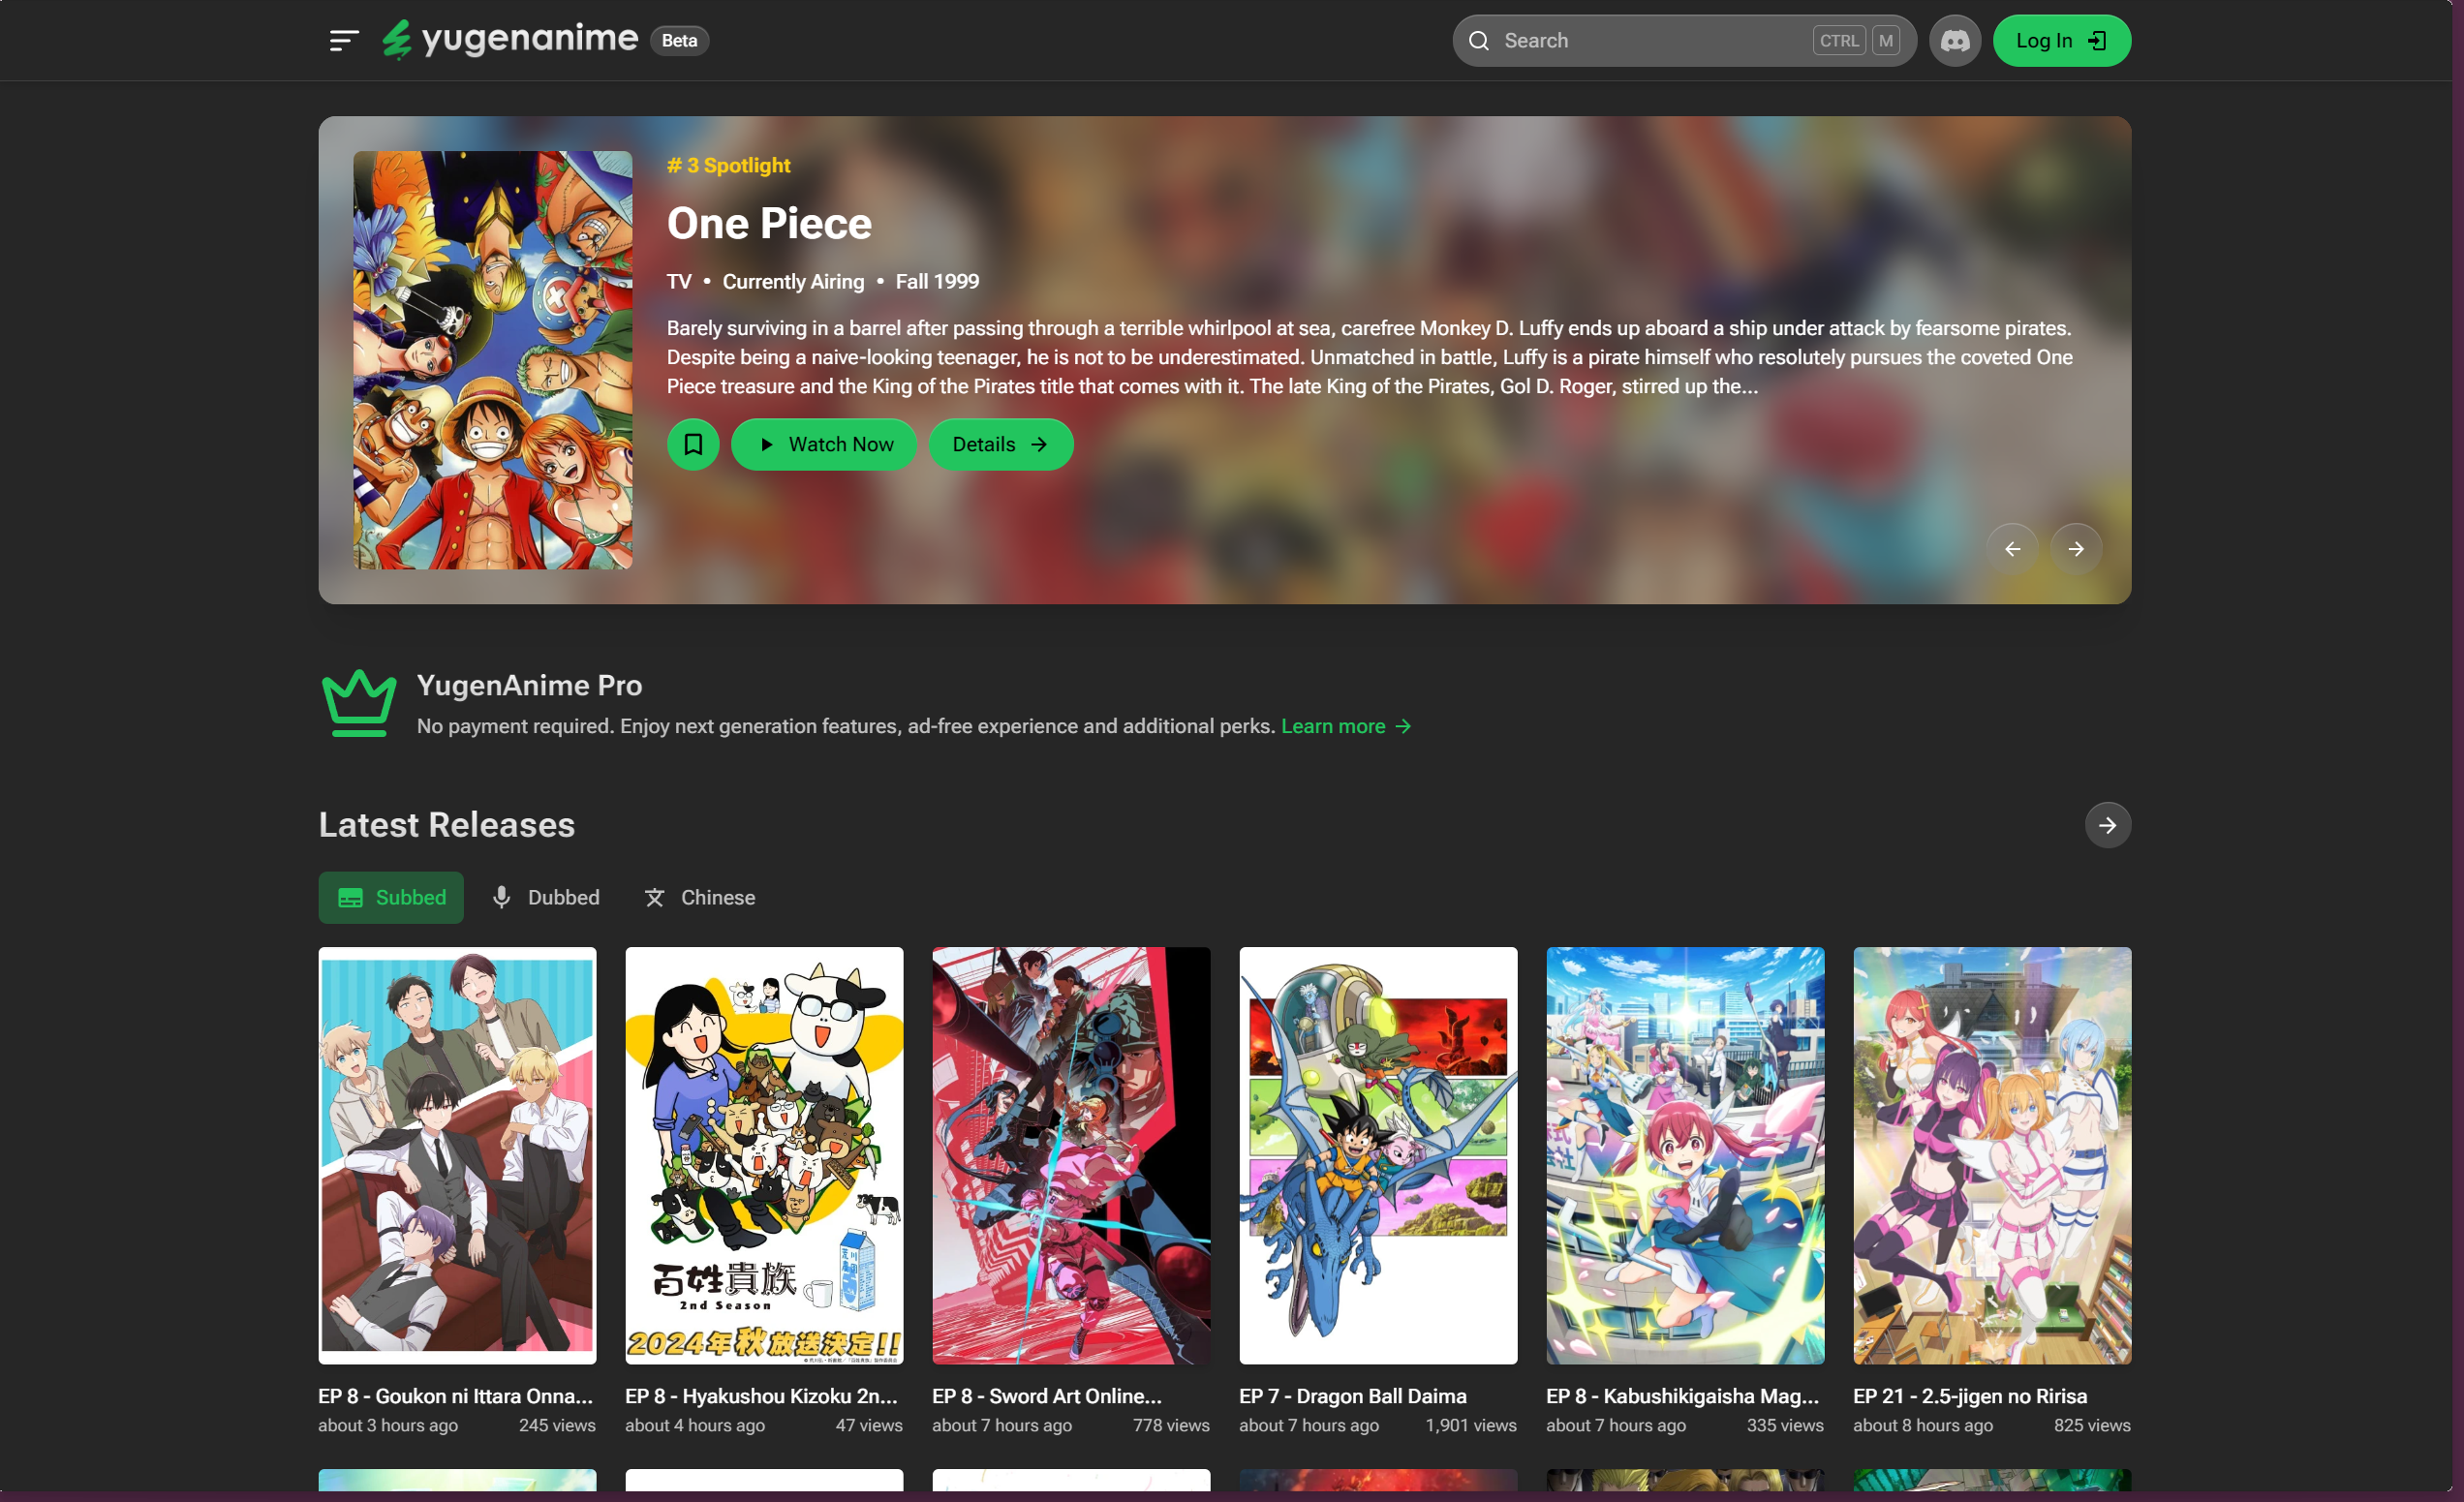 yugenanime Beta
Search CTRL M
Log In
# 3 Spotlight
One Piece
TV • Currently Airing • Fall 1999
Barely surviving in a barrel after passing through a terrible whirlpool at sea, carefree Monkey D. Luffy ends up aboard a ship under attack by fearsome pirates.
Despite being a naive-looking teenager, he is not to be underestimated. Unmatched in battle, Luffy is a pirate himself who resolutely pursues the coveted One
Piece treasure and the King of the Pirates title that comes with it. The late King of the Pirates, Gol D. Roger, stirred up the...
Watch Now
Details
YugenAnime Pro
No payment required. Enjoy next generation features, ad-free experience and additional perks. Learn more
Latest Releases
Subbed Dubbed Chinese
百姓貴族
2nd Season
2024年秋放送決定!!
EP 8 - Goukon ni Ittara Onna...
about 3 hours ago 245 views
EP 8 - Hyakushou Kizoku 2n...
about 4 hours ago 47 views
EP 8 - Sword Art Online...
about 7 hours ago 778 views
EP 7 - Dragon Ball Daima
about 7 hours ago 1,901 views
EP 8 - Kabushikigaisha Mag...
about 7 hours ago 335 views
EP 21 - 2.5-jigen no Ririsa
about 8 hours ago 825 views